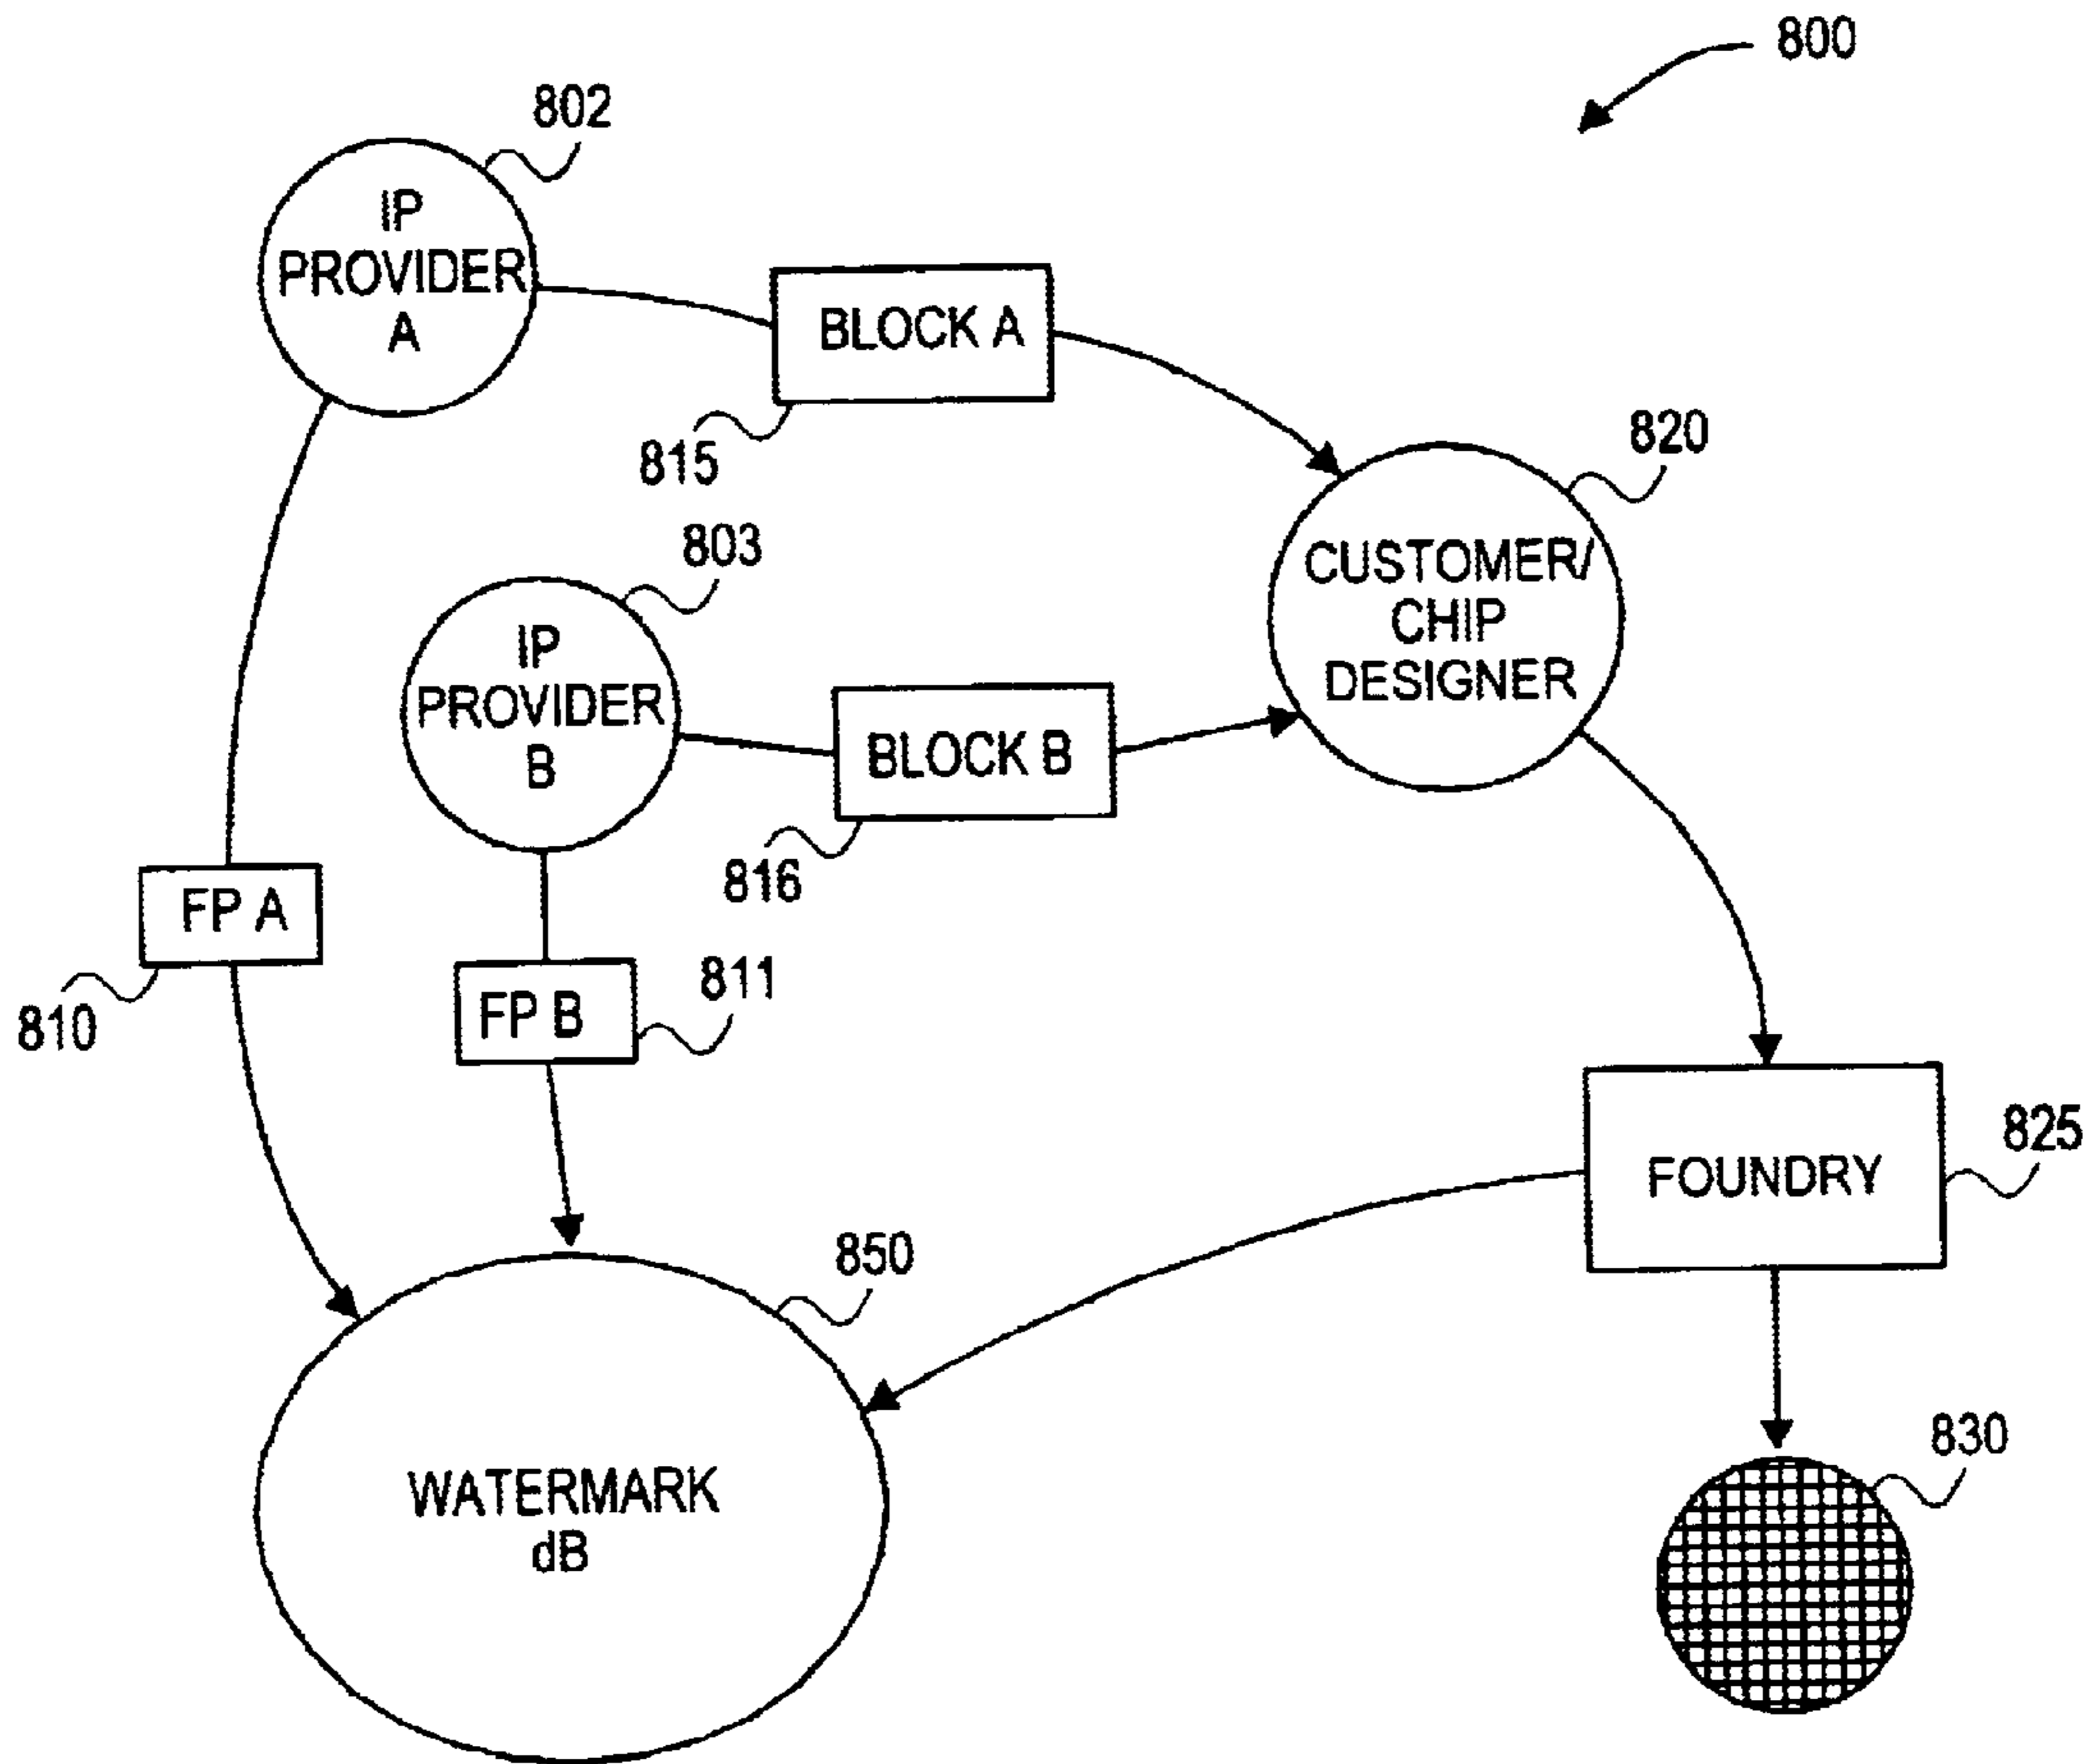 800
802
IP
PROVIDER
A
BLOCK A
815
820
803
CUSTOMER/
CHIP
DESIGNER
IP
PROVIDER
B
BLOCK B
816
FP A
810
811
FP B
825
FOUNDRY
850
830
WATERMARK
dB